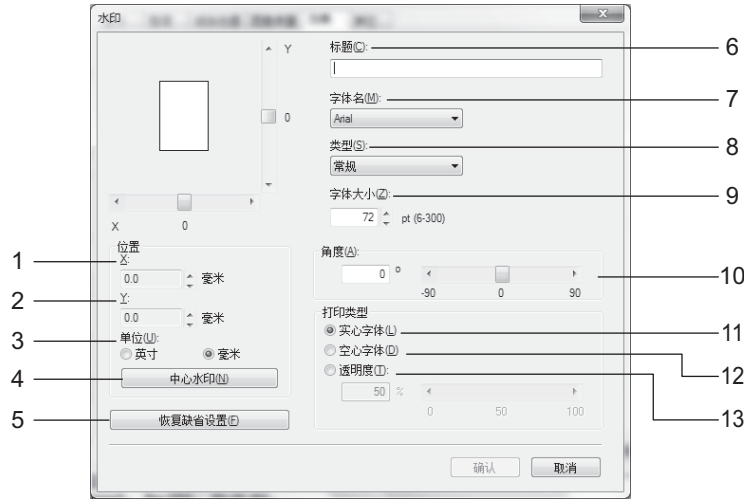 水印
Y
0
X 0
位置
X:
0.0 毫米
Y:
0.0 毫米
单位(U):
英寸 毫米
中心水印(N)
恢复缺省设置(F)
标题(C):
字体名(M):
Arial
类型(S):
常规
字体大小(Z):
72 pt (6-300)
角度(A):
0 °
-90 0 90
打印类型
实心字体(L)
空心字体(D)
透明度(T):
50 %
0 50 100
确认 取消
1
2
3
4
5
6
7
8
9
10
11
12
13